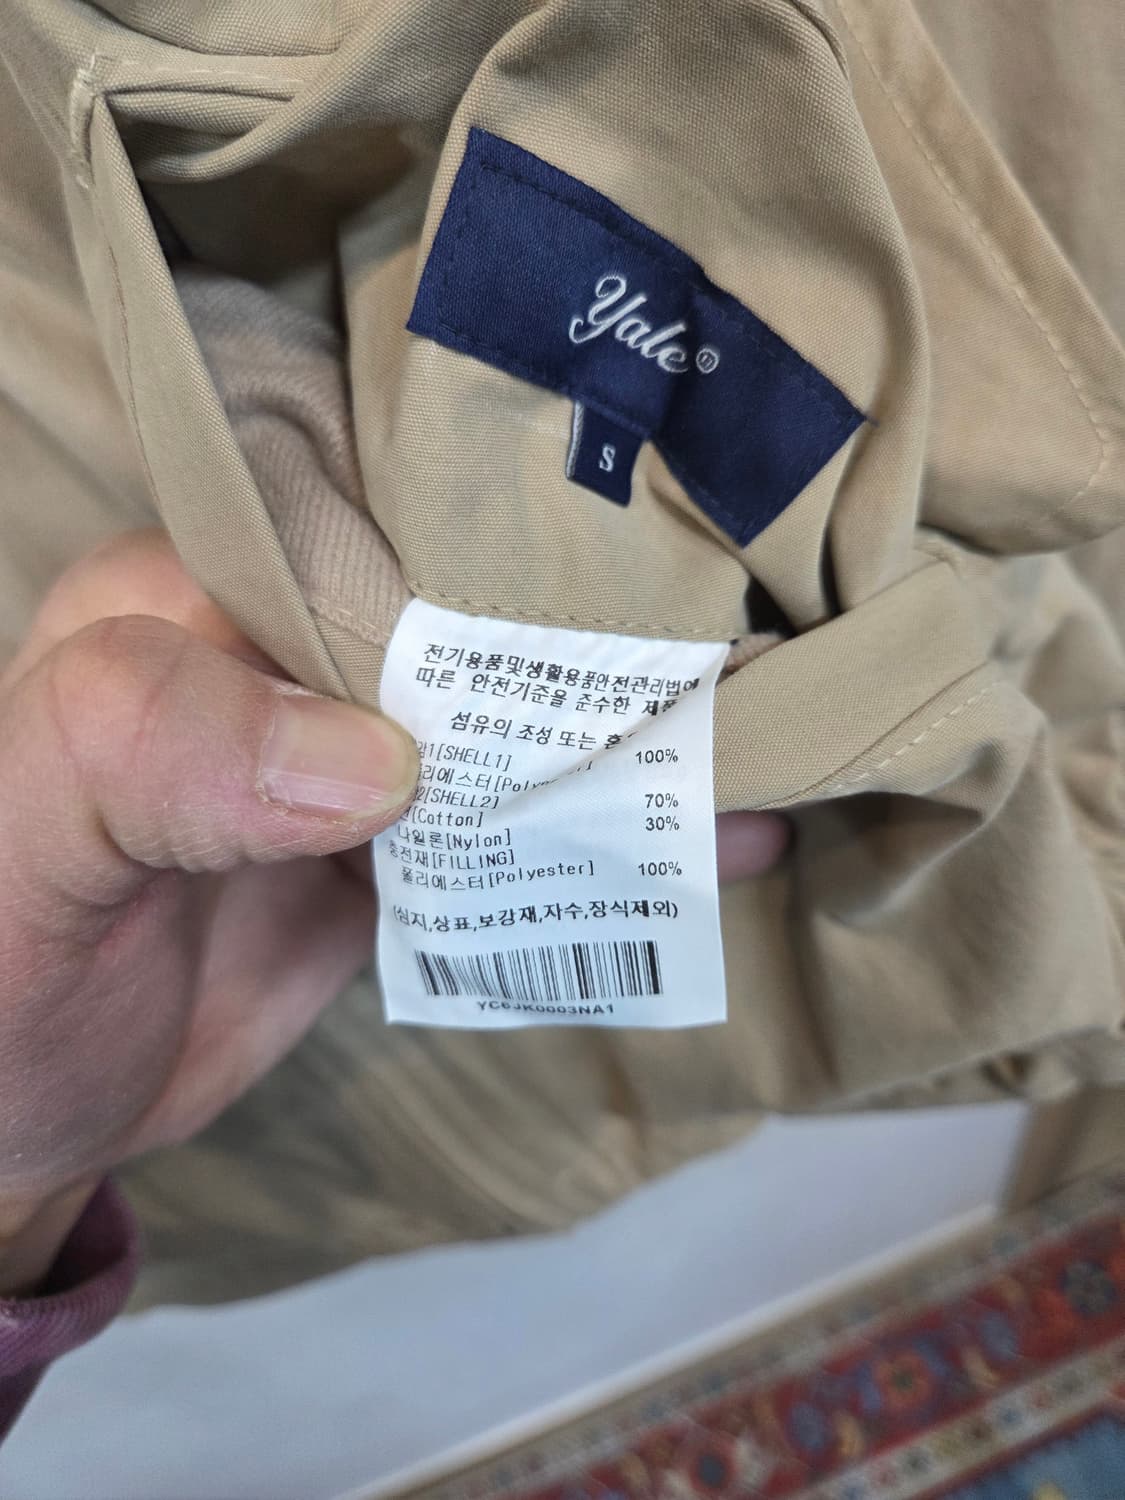 Yale
S
전기용품및생활용품안전관리법에
따른 안전기준을 준수한
섬유의 조성 또는
[SHELL1] 100%
[SHELL2] 70%
[Cotton] 30%
나일론[Nylon]
충전재[FILLING]
폴리에스터[Polyester] 100%
(심지,상표,보강재,자수,장식제외)
YC6JK0003NA1